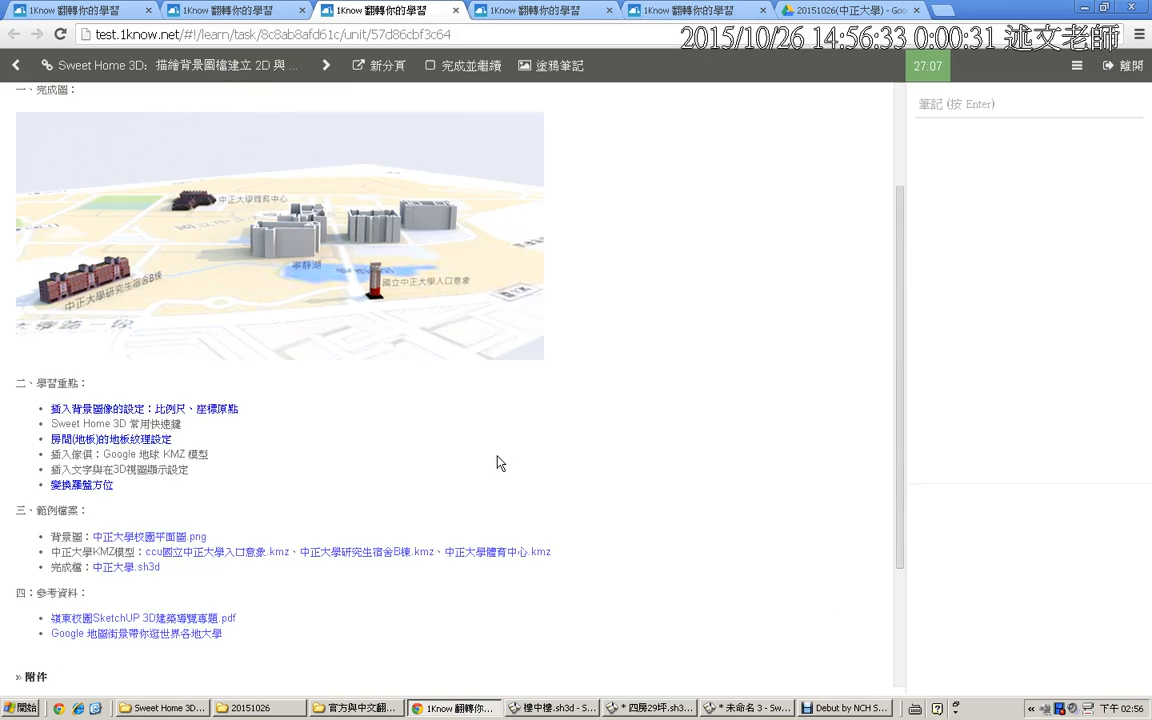 1Know 翻轉你的學習
1Know 翻轉你的學習
1Know 翻轉你的學習
1Know 翻轉你的學習
1Know 翻轉你的學習
20151026(中正大學) - Goo
test.1know.net/#!/learn/task/8c8ab8afd61c/unit/57d86cbf3c64
2015/10/26 14:56:33 0:00:31 述文老師
Sweet Home 3D：描繪背景圖檔建立 2D 與 ...
新分頁
完成並繼續
塗鴉筆記
27:07
離開
筆記 (按 Enter)
一、完成圖：
中正大學體育中心
寧靜湖
中正大學研究生宿舍B棟
國立中正大學入口意象
二、學習重點：
插入背景圖像的設定：比例尺、座標原點
Sweet Home 3D 常用快速鍵
房間(地板)的地板紋理設定
插入傢俱：Google 地球 KMZ 模型
插入文字與在3D視圖顯示設定
變換羅盤方位
三、範例檔案：
背景圖：中正大學校園平面圖.png
中正大學KMZ模型：ccu國立中正大學入口意象.kmz、中正大學研究生宿舍B棟.kmz、中正大學體育中心.kmz
完成檔：中正大學.sh3d
四：參考資料：
嶺東校園SketchUP 3D建築導覽專題.pdf
Google 地圖街景帶你逛世界各地大學
» 附件
開始
Sweet Home 3D...
20151026
官方與中文翻...
1Know 翻轉你...
樓中樓.sh3d - S...
* 四房29坪.sh3...
* 未命名 3 - Sw...
Debut by NCH S...
下午 02:56